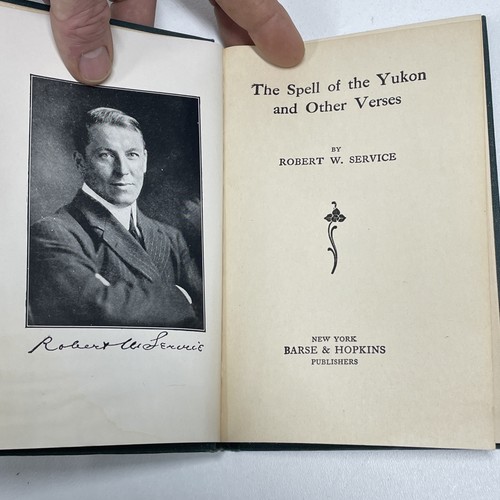 Robert W Service
The Spell of the Yukon
and Other Verses
BY
ROBERT W. SERVICE
NEW YORK
BARSE & HOPKINS
PUBLISHERS